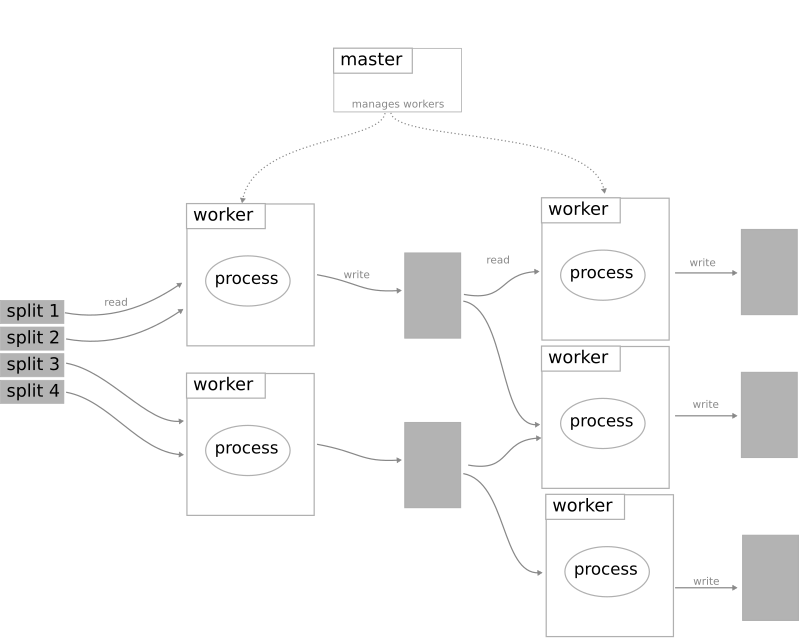 master
manages workers
worker
process
write
read
worker
process
write
read
split 1
split 2
split 3
split 4
worker
process
worker
process
write
worker
process
write